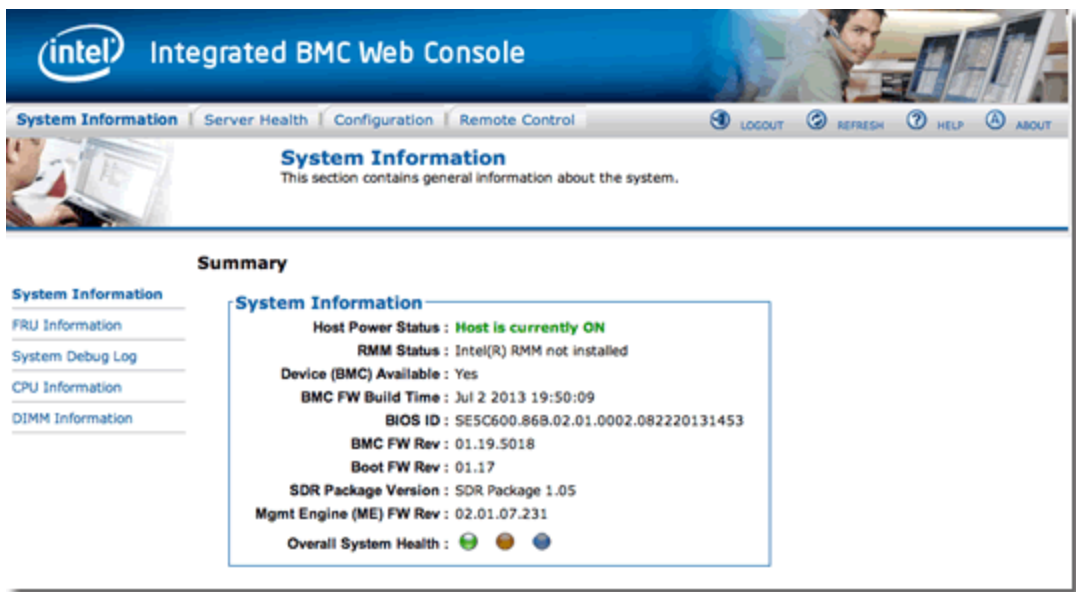 intel Integrated BMC Web Console
System Information Server Health Configuration Remote Control LOGOUT REFRESH HELP ABOUT
System Information
This section contains general information about the system.
Summary
System Information
FRU Information
System Debug Log
CPU Information
DIMM Information
System Information
Host Power Status : Host is currently ON
RMM Status : Intel(R) RMM not installed
Device (BMC) Available : Yes
BMC FW Build Time : Jul 2 2013 19:50:09
BIOS ID : SE5C600.86B.02.01.0002.082220131453
BMC FW Rev : 01.19.5018
Boot FW Rev : 01.17
SDR Package Version : SDR Package 1.05
Mgmt Engine (ME) FW Rev : 02.01.07.231
Overall System Health :